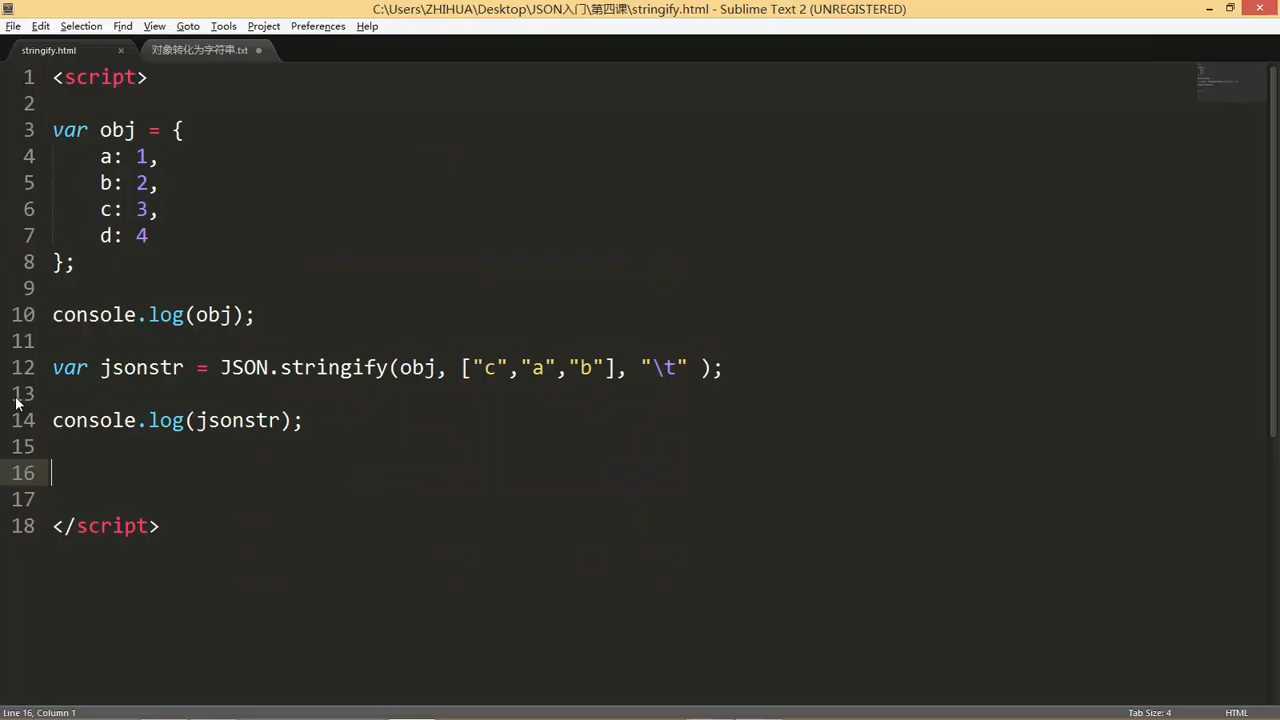 C:\Users\ZHIHUA\Desktop\JSON入门\第四课\stringify.html - Sublime Text 2 (UNREGISTERED)
File Edit Selection Find View Goto Tools Project Preferences Help
stringify.html × 对象转化为字符串.txt
1 <script>
2
3 var obj = {
4     a: 1,
5     b: 2,
6     c: 3,
7     d: 4
8 };
9
10 console.log(obj);
11
12 var jsonstr = JSON.stringify(obj, ["c","a","b"], "\t" );
13
14 console.log(jsonstr);
15
16
17
18 </script>
Line 16, Column 1 Tab Size: 4 HTML